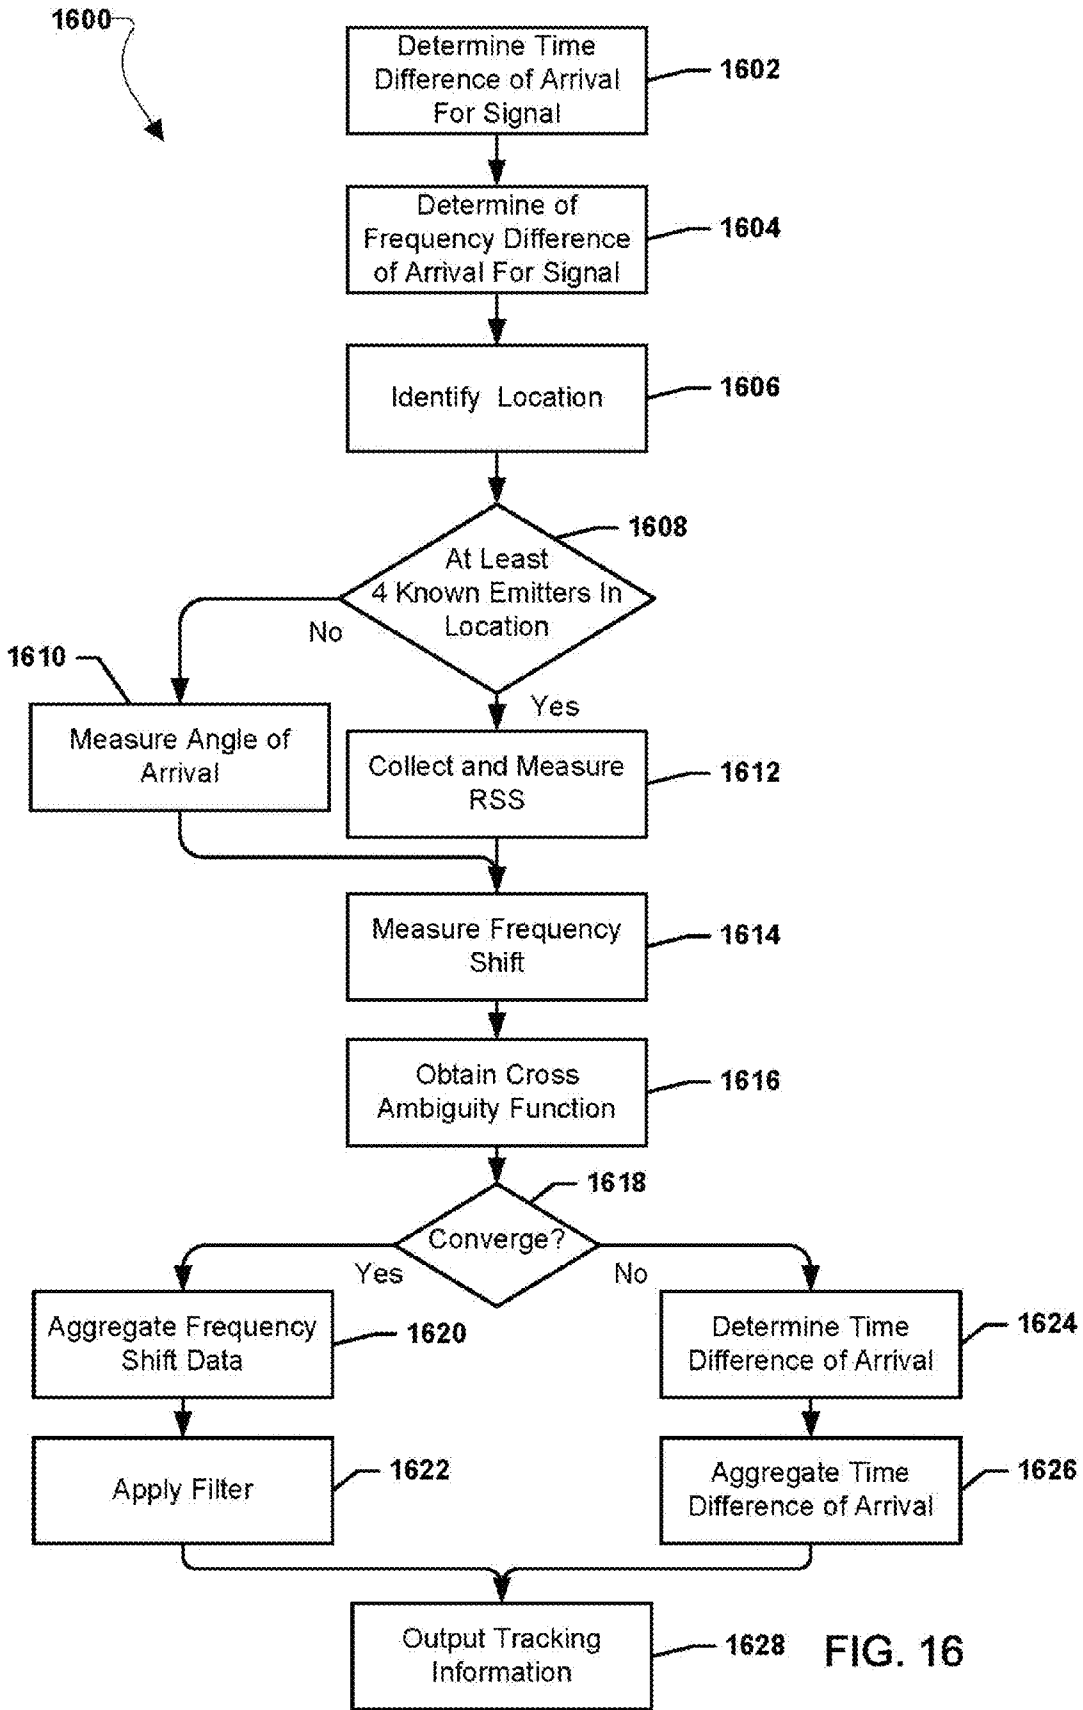 1600
Determine Time
Difference of Arrival
For Signal
1602
Determine of
Frequency Difference
of Arrival For Signal
1604
Identify Location
1606
1608
At Least
4 Known Emitters In
Location
No
Yes
1610
Measure Angle of
Arrival
Collect and Measure
RSS
1612
Measure Frequency
Shift
1614
Obtain Cross
Ambiguity Function
1616
1618
Converge?
Yes
No
Aggregate Frequency
Shift Data
1620
Determine Time
Difference of Arrival
1624
Apply Filter
1622
Aggregate Time
Difference of Arrival
1626
Output Tracking
Information
1628
FIG. 16